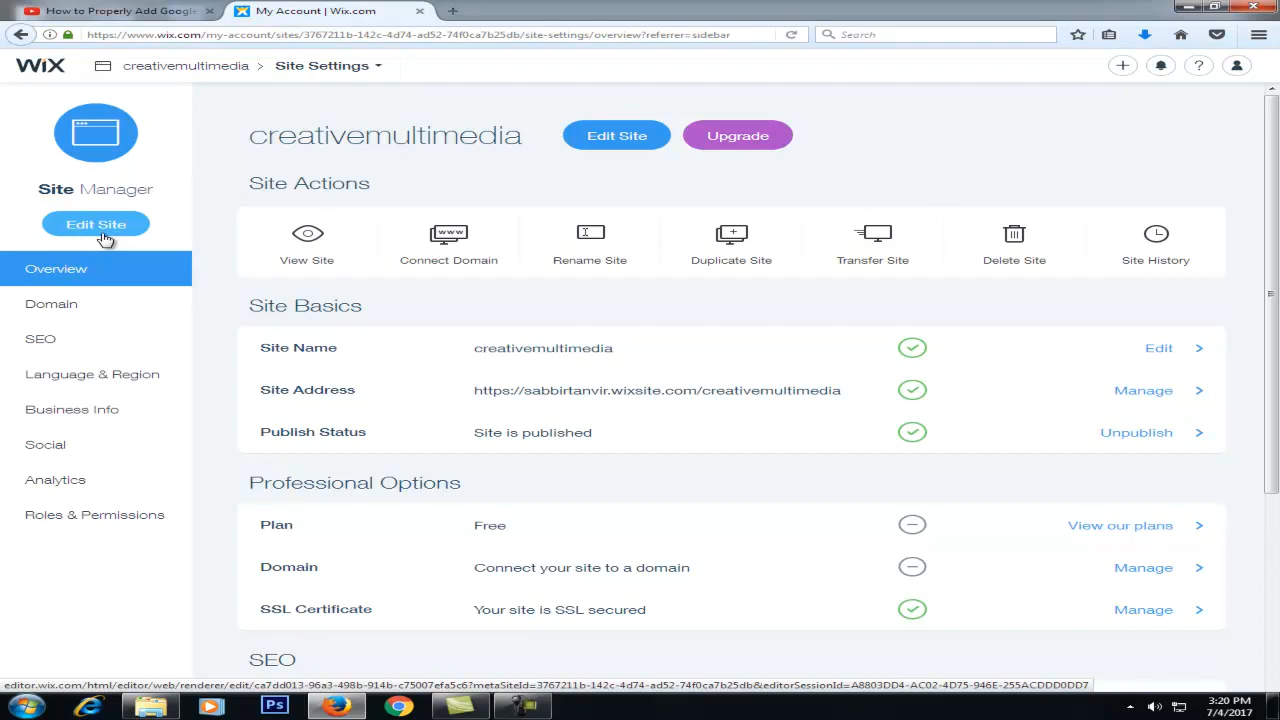 How to Properly Add Google
My Account | Wix.com
https://www.wix.com/my-account/sites/3767211b-142c-4d74-ad52-74f0ca7b25db/site-settings/overview?referrer=sidebar
Search
WiX
creativemultimedia > Site Settings
Site Manager
Edit Site
Overview
Domain
SEO
Language & Region
Business Info
Social
Analytics
Roles & Permissions
creativemultimedia
Edit Site
Upgrade
Site Actions
www
View Site
Connect Domain
Rename Site
Duplicate Site
Transfer Site
Delete Site
Site History
Site Basics
Site Name creativemultimedia Edit >
Site Address https://sabbirtanvir.wixsite.com/creativemultimedia Manage >
Publish Status Site is published Unpublish >
Professional Options
Plan Free View our plans >
Domain Connect your site to a domain Manage >
SSL Certificate Your site is SSL secured Manage >
SEO
editor.wix.com/html/editor/web/renderer/edit/ca7dd013-96a3-498b-914b-c75007efa5c6?metaSiteId=3767211b-142c-4d74-ad52-74f0ca7b25db&editorSessionId=A8803DD4-AC02-4D75-946E-255ACDDD0DD7
Ps
3:20 PM
7/4/2017